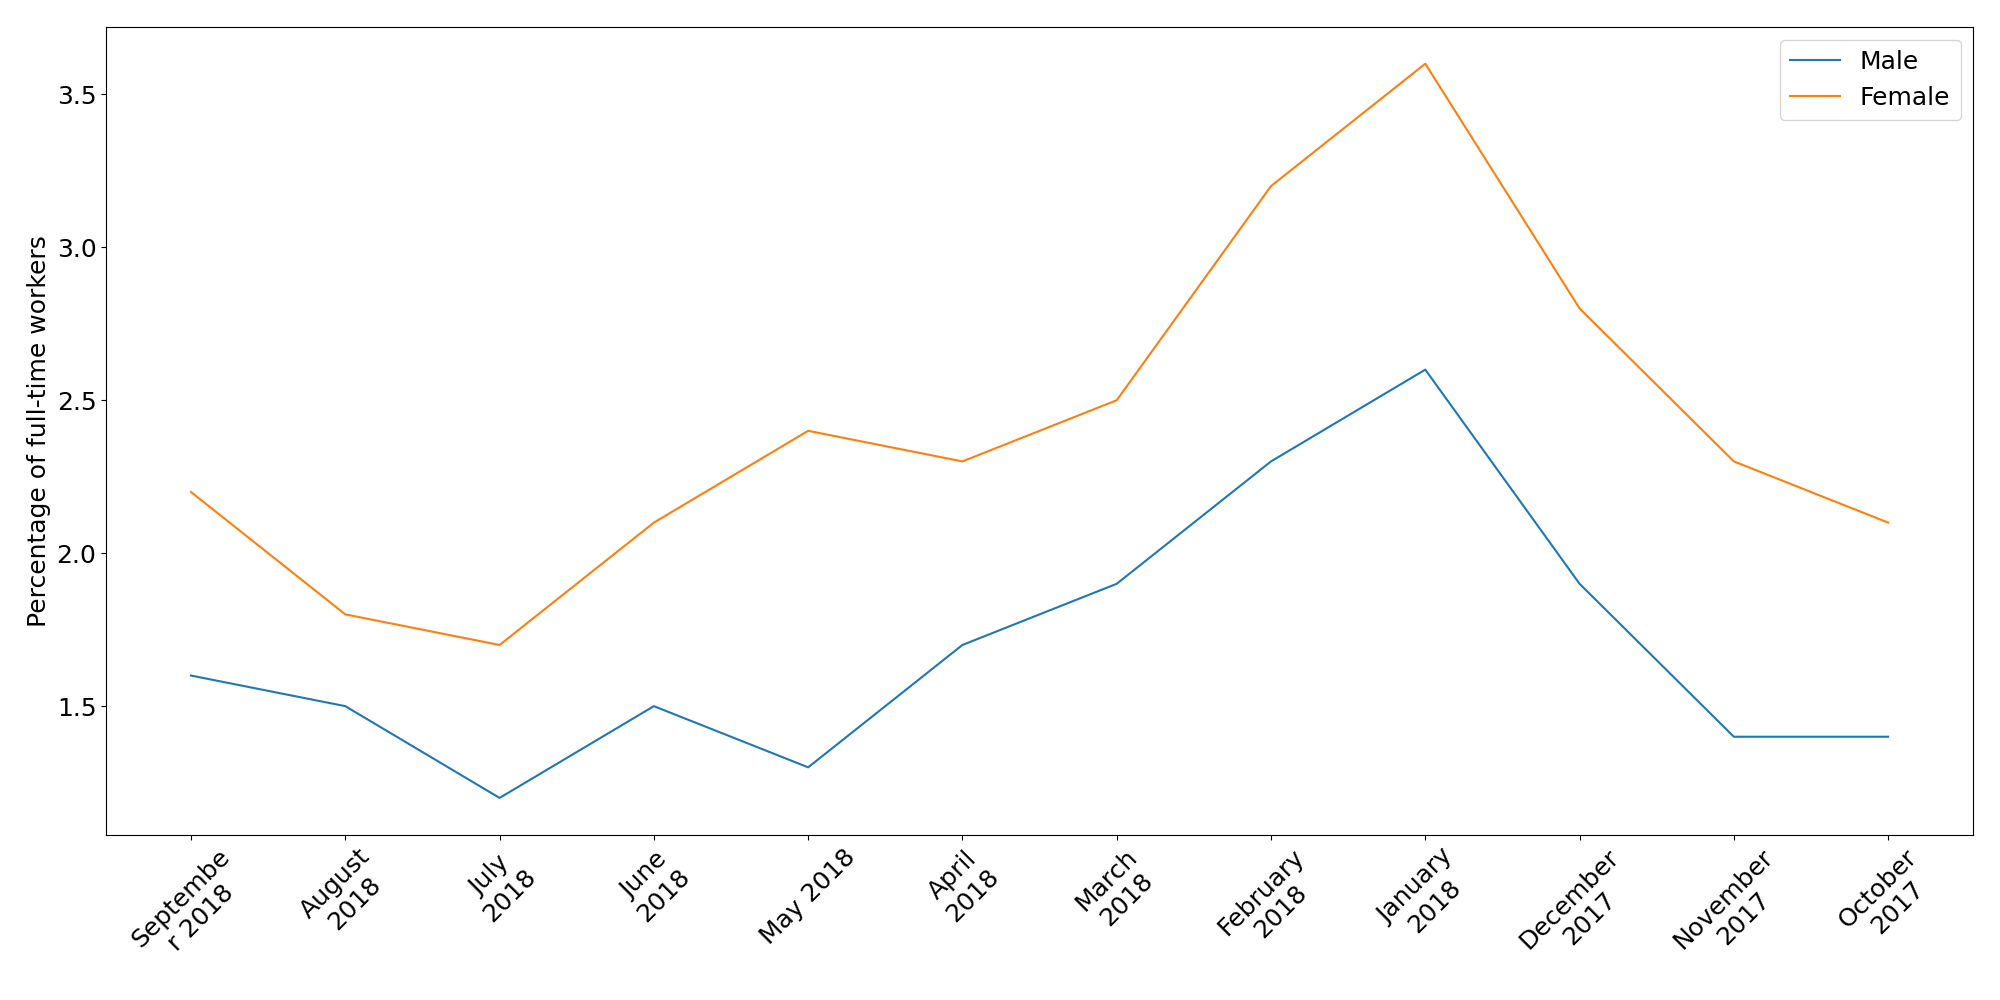 Male
Female
3.5
3.0
2.5
2.0
1.5
Percentage of full-time workers
Septembe
r 2018
August
2018
July
2018
June
2018
May 2018
April
2018
March
2018
February
2018
January
2018
December
2017
November
2017
October
2017